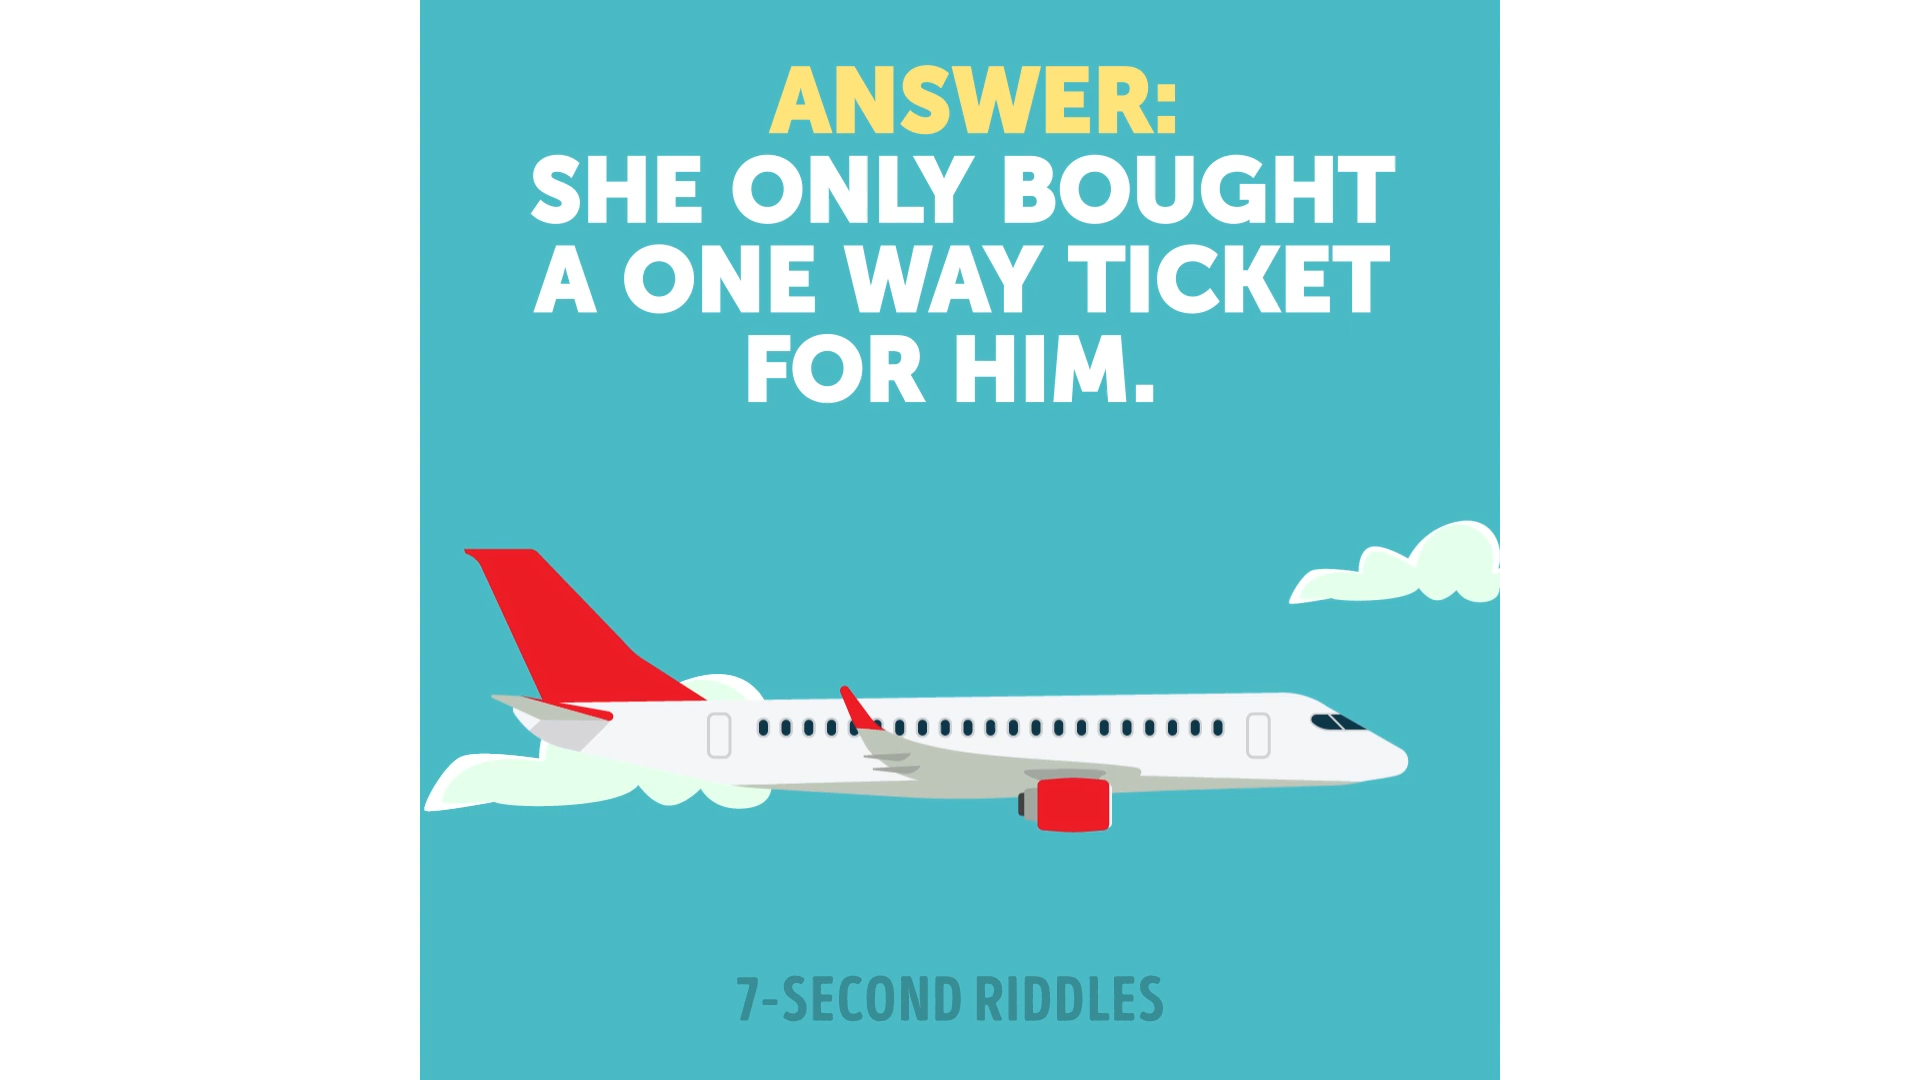 ANSWER:
SHE ONLY BOUGHT
A ONE WAY TICKET
FOR HIM.
7-SECOND RIDDLES